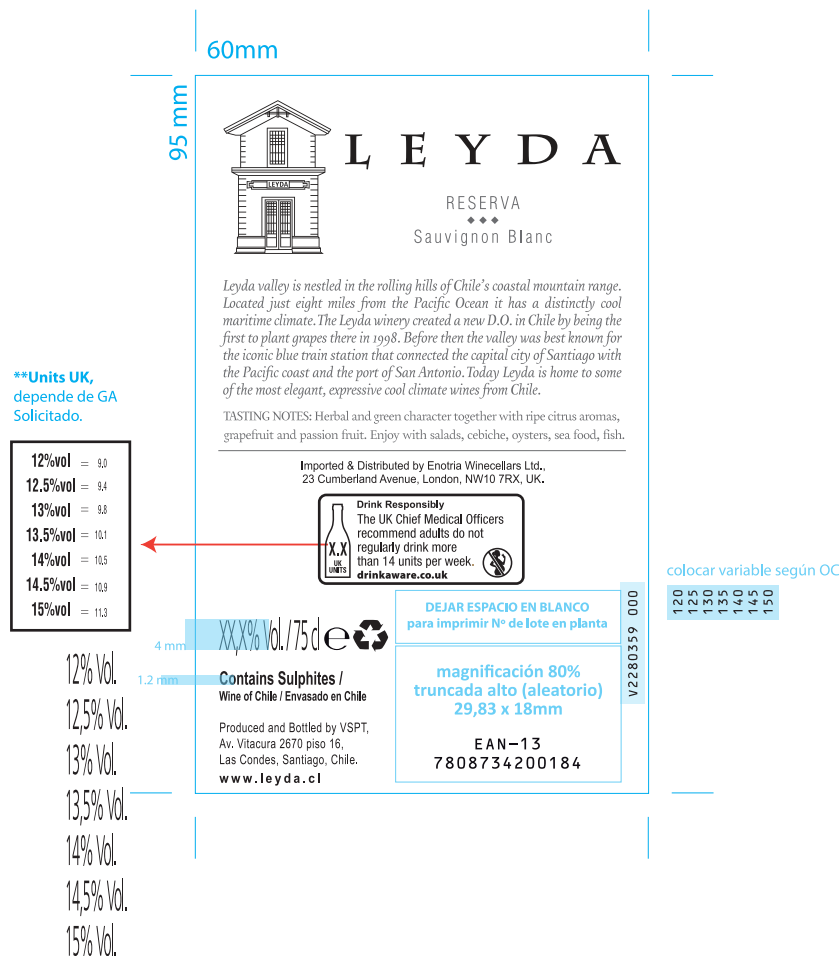 60mm
95 mm
LEYDA
LEYDA
RESERVA
Sauvignon Blanc
Leyda valley is nestled in the rolling hills of Chile's coastal mountain range.
Located just eight miles from the Pacific Ocean it has a distinctly cool
maritime climate. The Leyda winery created a new D.O. in Chile by being the
first to plant grapes there in 1998. Before then the valley was best known for
the iconic blue train station that connected the capital city of Santiago with
the Pacific coast and the port of San Antonio. Today Leyda is home to some
of the most elegant, expressive cool climate wines from Chile.
TASTING NOTES: Herbal and green character together with ripe citrus aromas,
grapefruit and passion fruit. Enjoy with salads, cebiche, oysters, sea food, fish.
Imported & Distributed by Enotria Winecellars Ltd.,
23 Cumberland Avenue, London, NW10 7RX, UK.
Drink Responsibly
The UK Chief Medical Officers
recommend adults do not
regularly drink more
than 14 units per week.
drinkaware.co.uk
X.X
UK
UNITS
**Units UK,
depende de GA
Solicitado.
12%vol = 9.0
12.5%vol = 9.4
13%vol = 9.8
13.5%vol = 10.1
14%vol = 10.5
14.5%vol = 10.9
15%vol = 11.3
4 mm
XX,X% Vol. / 75 cl e
1.2 mm
Contains Sulphites /
Wine of Chile / Envasado en Chile
Produced and Bottled by VSPT,
Av. Vitacura 2670 piso 16,
Las Condes, Santiago, Chile.
www.leyda.cl
DEJAR ESPACIO EN BLANCO
para imprimir Nº de lote en planta
magnificación 80%
truncada alto (aleatorio)
29,83 x 18mm
EAN-13
7808734200184
V2280359 000
colocar variable según OC
120
125
130
135
140
145
150
12% Vol.
12,5% Vol.
13% Vol.
13,5% Vol.
14% Vol.
14,5% Vol.
15% Vol.